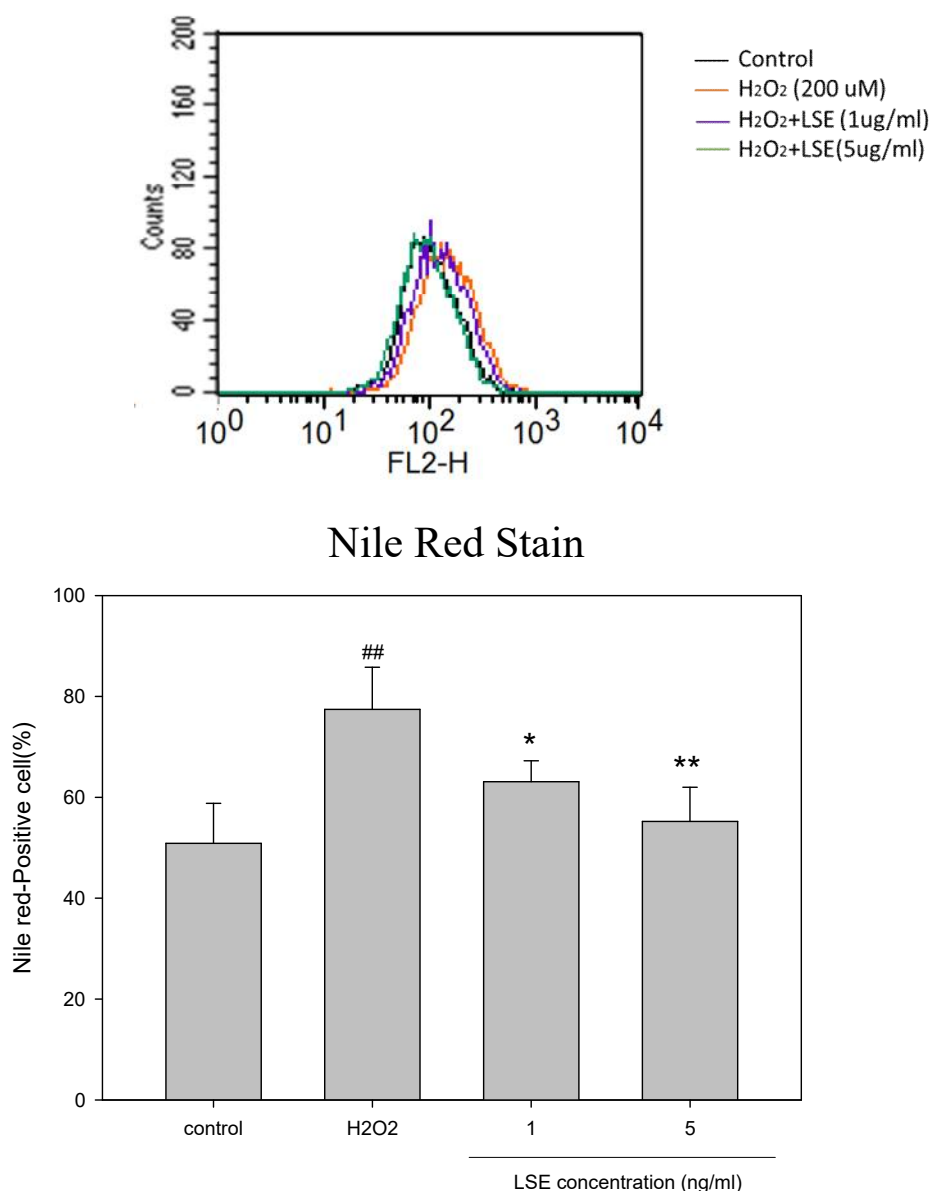 Control
H2O2 (200 uM)
H2O2+LSE (1ug/ml)
H2O2+LSE(5ug/ml)
200
160
120
80
40
0
Counts
10^0 10^1 10^2 10^3 10^4
FL2-H
Nile Red Stain
100
80
60
40
20
0
Nile red-Positive cell(%)
##
*
**
control H2O2 1 5
LSE concentration (ng/ml)